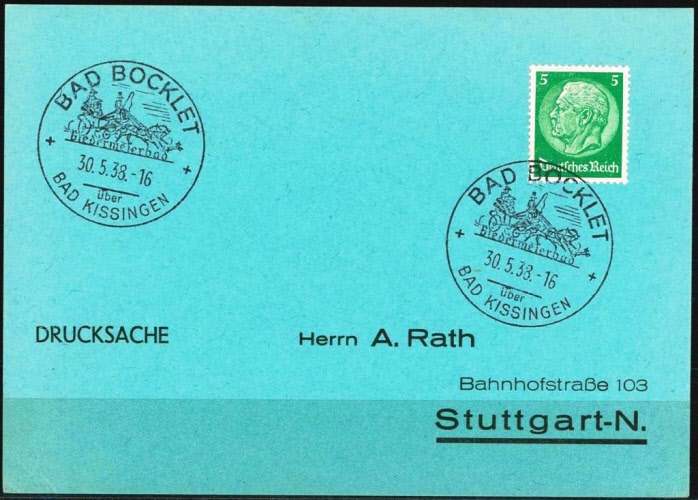 BAD BOCKLET
Biedermeierbad
30.5.38.-16
über
BAD KISSINGEN
5 5
Deutsches Reich
BAD BOCKLET
Biedermeierbad
30.5.38.-16
über
BAD KISSINGEN
DRUCKSACHE
Herrn A. Rath
Bahnhofstraße 103
Stuttgart-N.